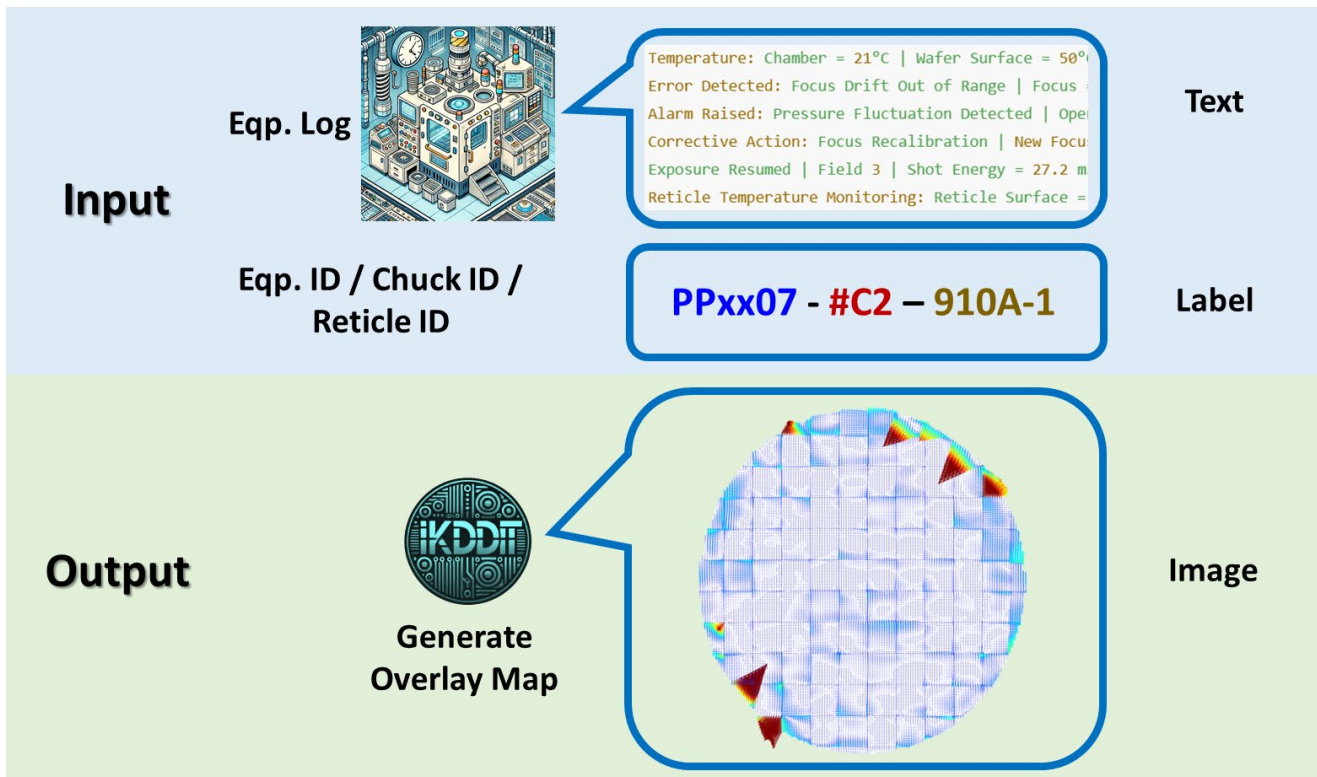 Input
Eqp. Log
Temperature: Chamber = 21°C | Wafer Surface = 50°
Error Detected: Focus Drift Out of Range | Focus
Alarm Raised: Pressure Fluctuation Detected | Ope
Corrective Action: Focus Recalibration | New Focu
Exposure Resumed | Field 3 | Shot Energy = 27.2 m
Reticle Temperature Monitoring: Reticle Surface =
Text
Eqp. ID / Chuck ID /
Reticle ID
PPxx07 - #C2 – 910A-1
Label
Output
iKDDT
Generate
Overlay Map
Image